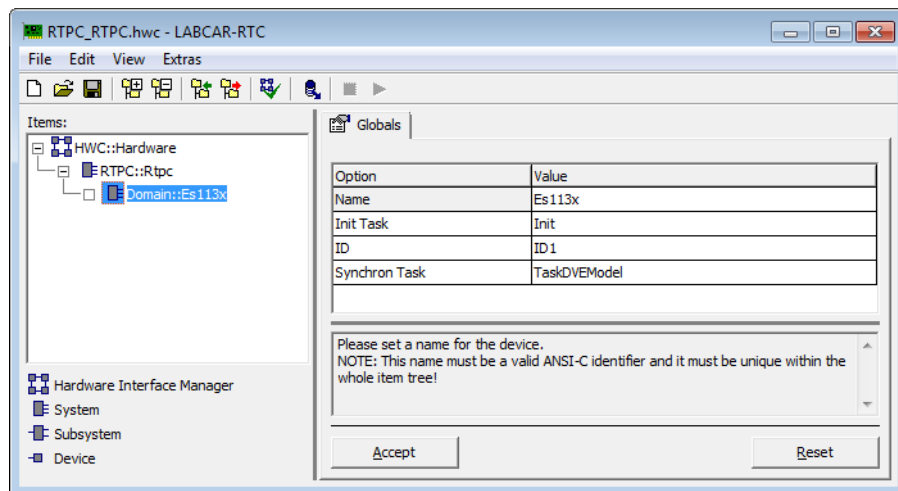 RTPC_RTPC.hwc - LABCAR-RTC
File Edit View Extras
Items:
HWC::Hardware
RTPC::Rtpc
Domain::Es113x
Hardware Interface Manager
System
Subsystem
Device
Globals
Option Value
Name Es113x
Init Task Init
ID ID1
Synchron Task TaskDVEModel
Please set a name for the device.
NOTE: This name must be a valid ANSI-C identifier and it must be unique within the
whole item tree!
Accept Reset